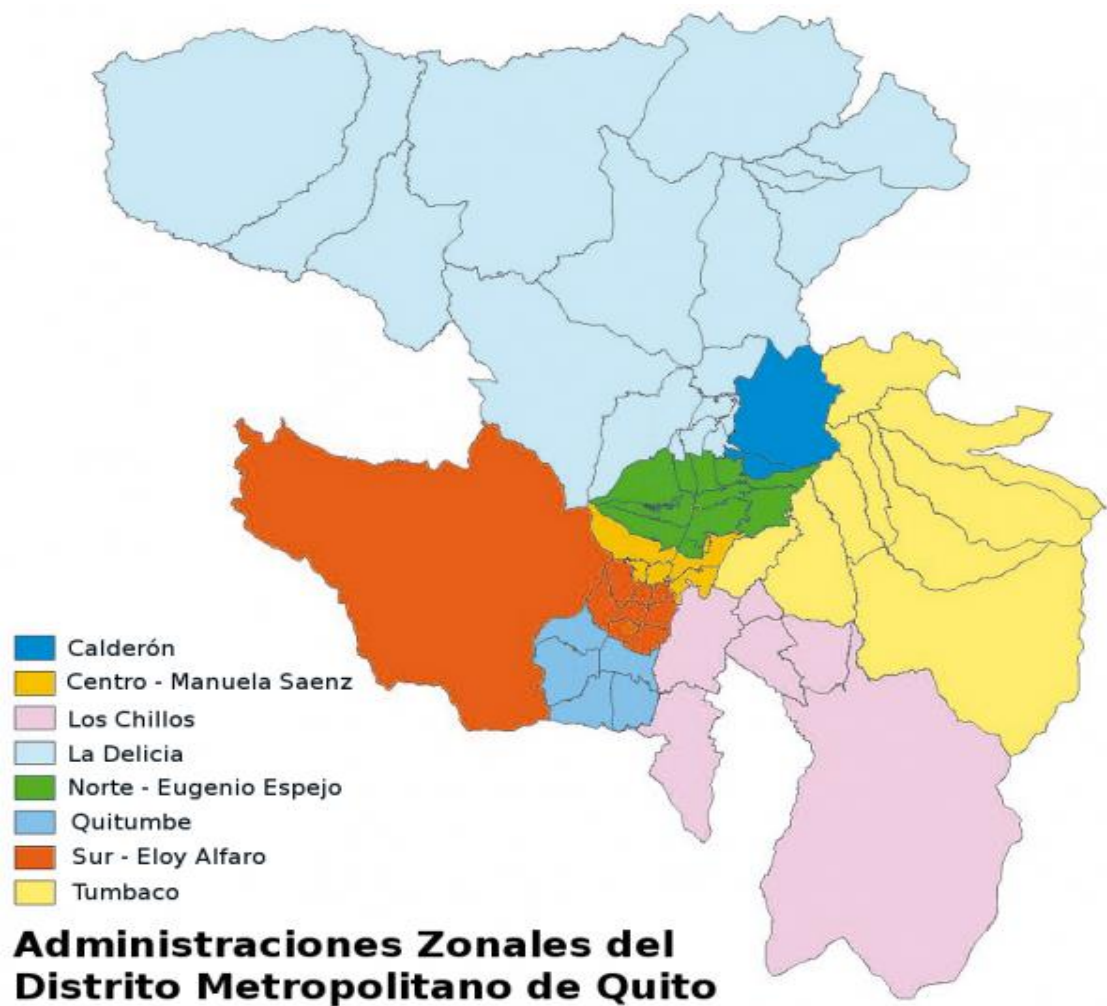 Calderón
Centro - Manuela Saenz
Los Chillos
La Delicia
Norte - Eugenio Espejo
Quitumbe
Sur - Eloy Alfaro
Tumbaco
Administraciones Zonales del
Distrito Metropolitano de Quito